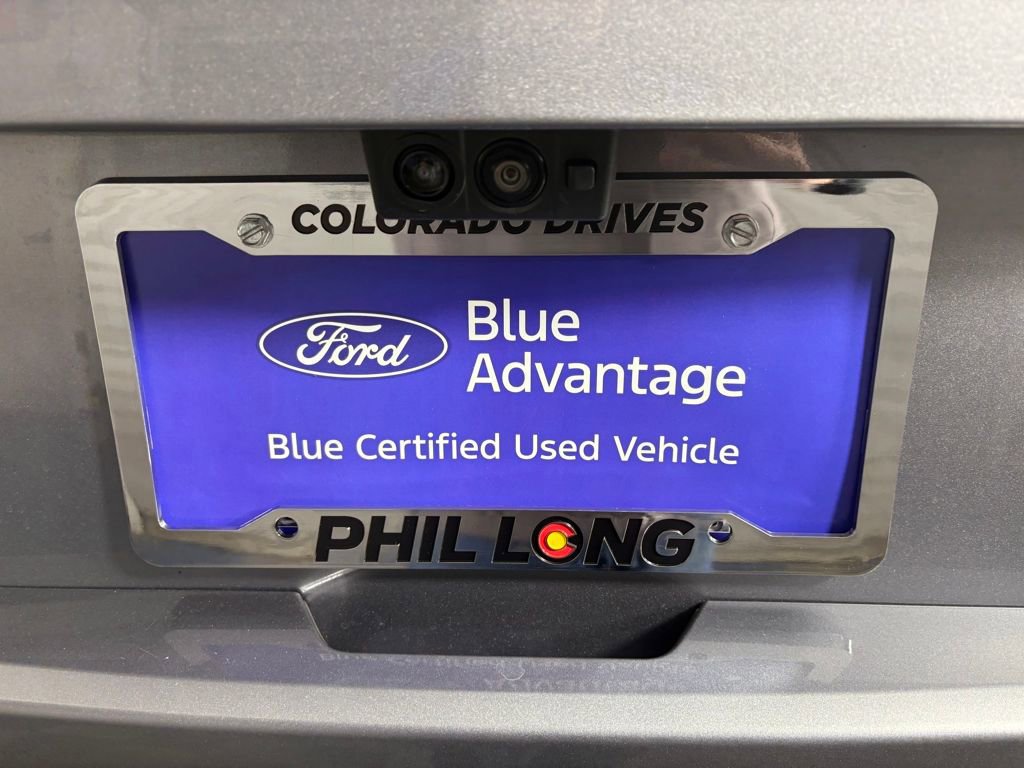 COLORADO DRIVES
Ford
Blue
Advantage
Blue Certified Used Vehicle
PHIL LONG